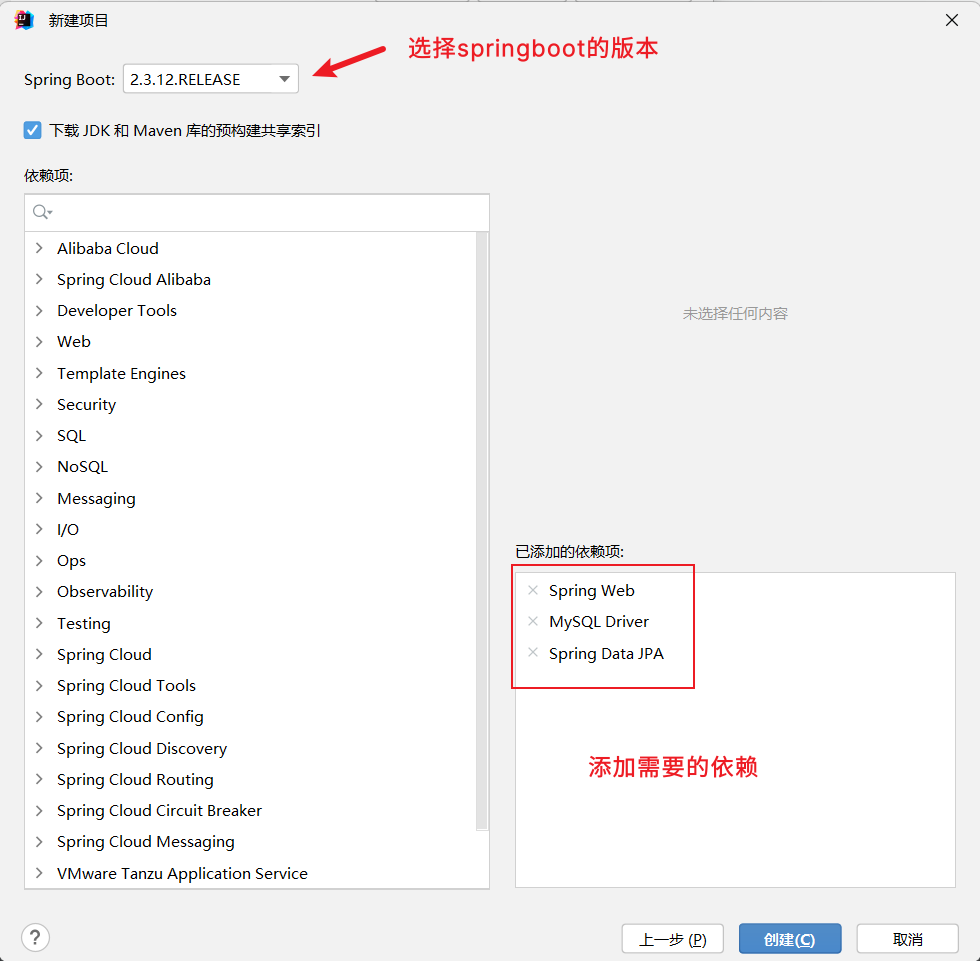 新建项目
选择springboot的版本
Spring Boot: 2.3.12.RELEASE
下载 JDK 和 Maven 库的预构建共享索引
依赖项:
Alibaba Cloud
Spring Cloud Alibaba
Developer Tools
Web
Template Engines
Security
SQL
NoSQL
Messaging
I/O
Ops
Observability
Testing
Spring Cloud
Spring Cloud Tools
Spring Cloud Config
Spring Cloud Discovery
Spring Cloud Routing
Spring Cloud Circuit Breaker
Spring Cloud Messaging
VMware Tanzu Application Service
未选择任何内容
已添加的依赖项:
Spring Web
MySQL Driver
Spring Data JPA
添加需要的依赖
?
上一步 (P)
创建(C)
取消